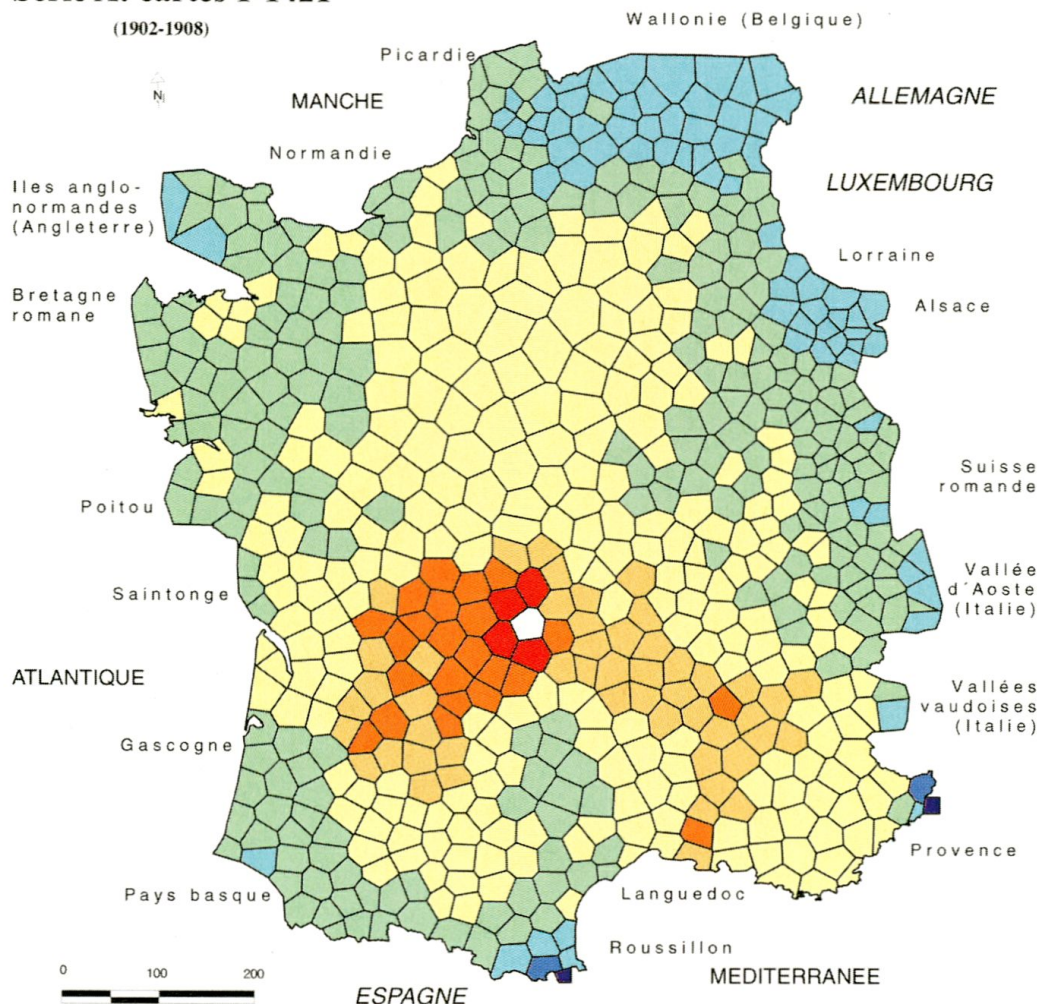 (1902-1908)
Wallonie (Belgique)
Picardie
N
MANCHE
ALLEMAGNE
Normandie
Iles anglo-
normandes
(Angleterre)
LUXEMBOURG
Lorraine
Bretagne
romane
Alsace
Poitou
Suisse
romande
Saintonge
Vallée
d'Aoste
(Italie)
ATLANTIQUE
Vallées
vaudoises
(Italie)
Gascogne
Provence
Pays basque
Languedoc
Roussillon
MEDITERRANEE
0 100 200
ESPAGNE